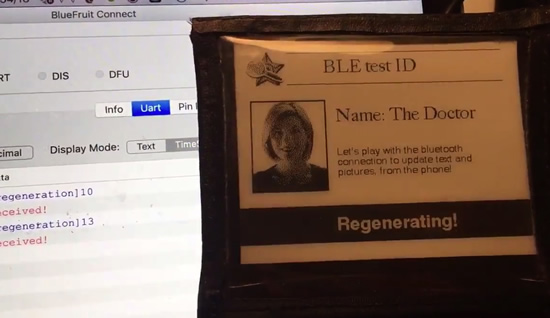 BlueFruit Connect
RT
DIS
DFU
Info
Uart
Pin
cimal
Display Mode:
Text
Time
ta
regeneration]10
eceived!
regeneration]13
eceived!
BLE test ID
Name: The Doctor
Let's play with the bluetooth
connection to update text and
pictures, from the phone!
Regenerating!